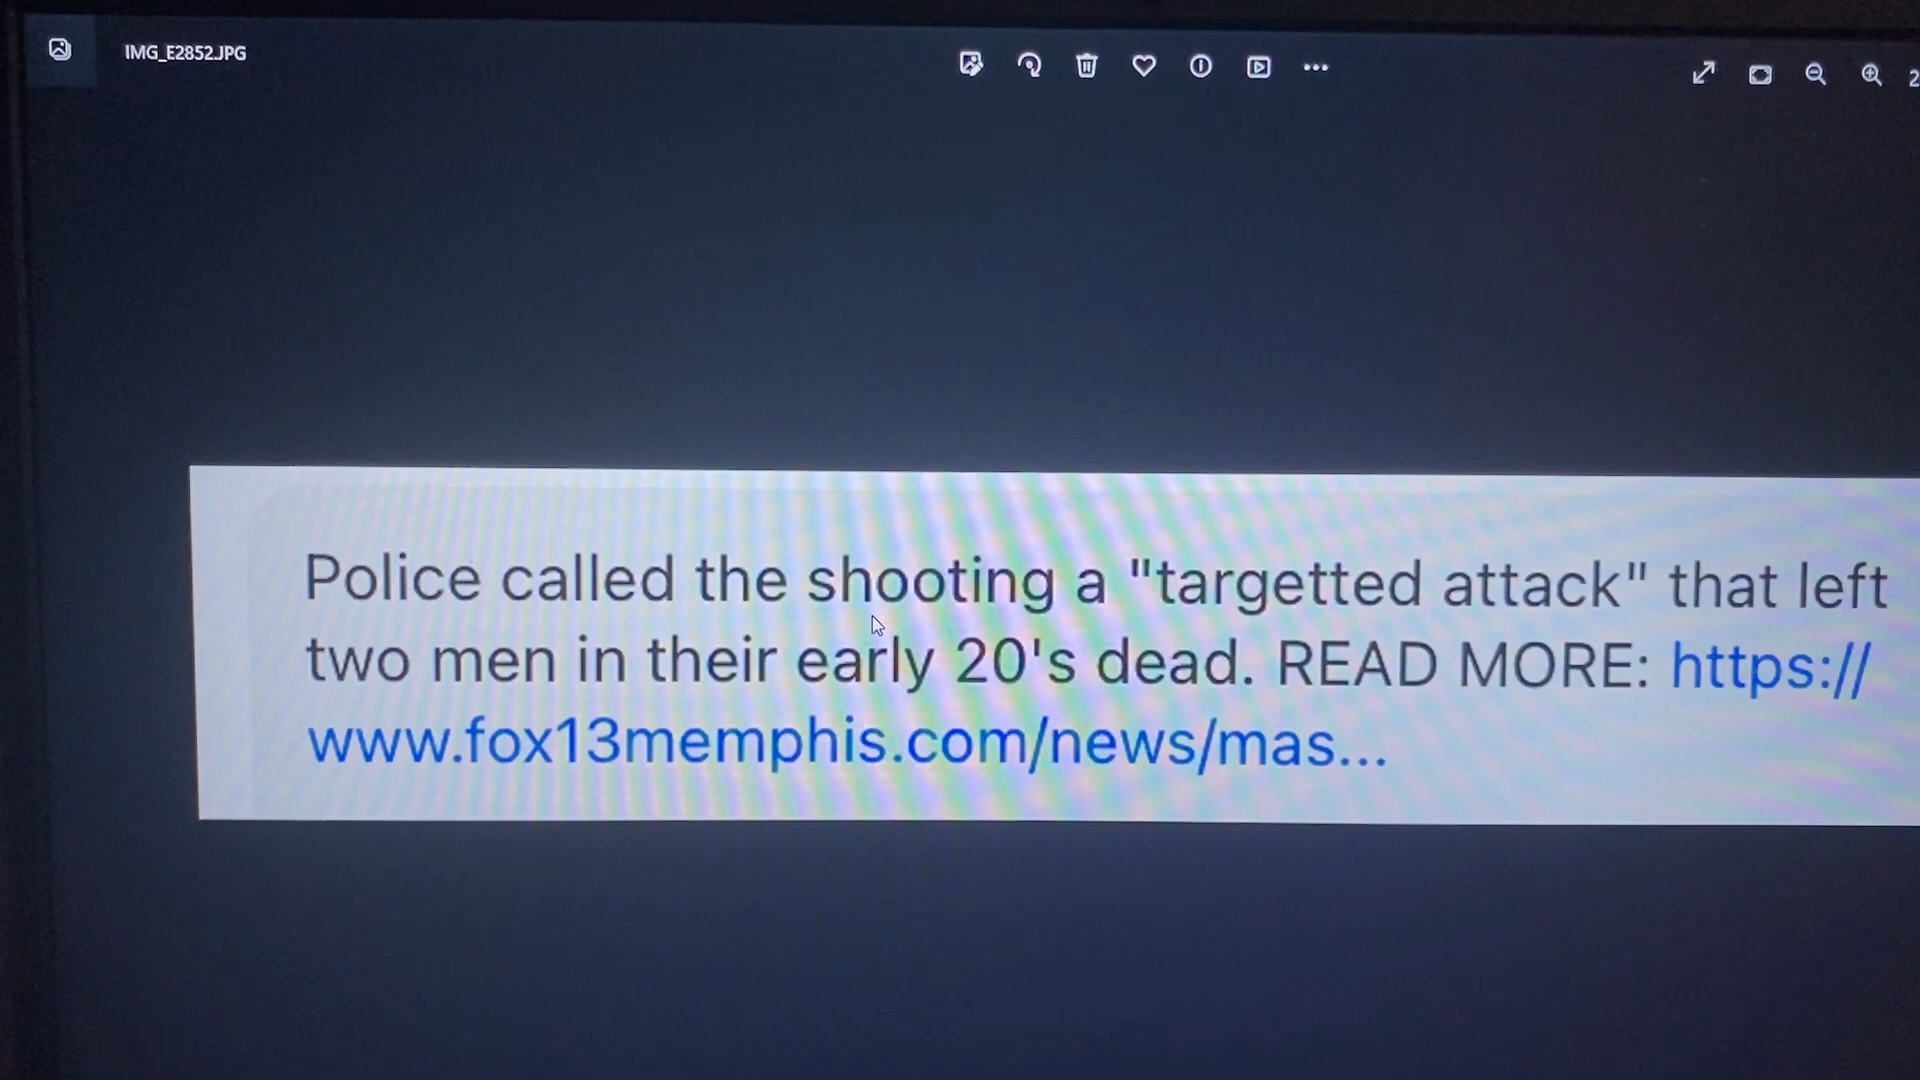 IMG_E2852.JPG
Police called the shooting a "targetted attack" that left
two men in their early 20's dead. READ MORE: https://
www.fox13memphis.com/news/mas...